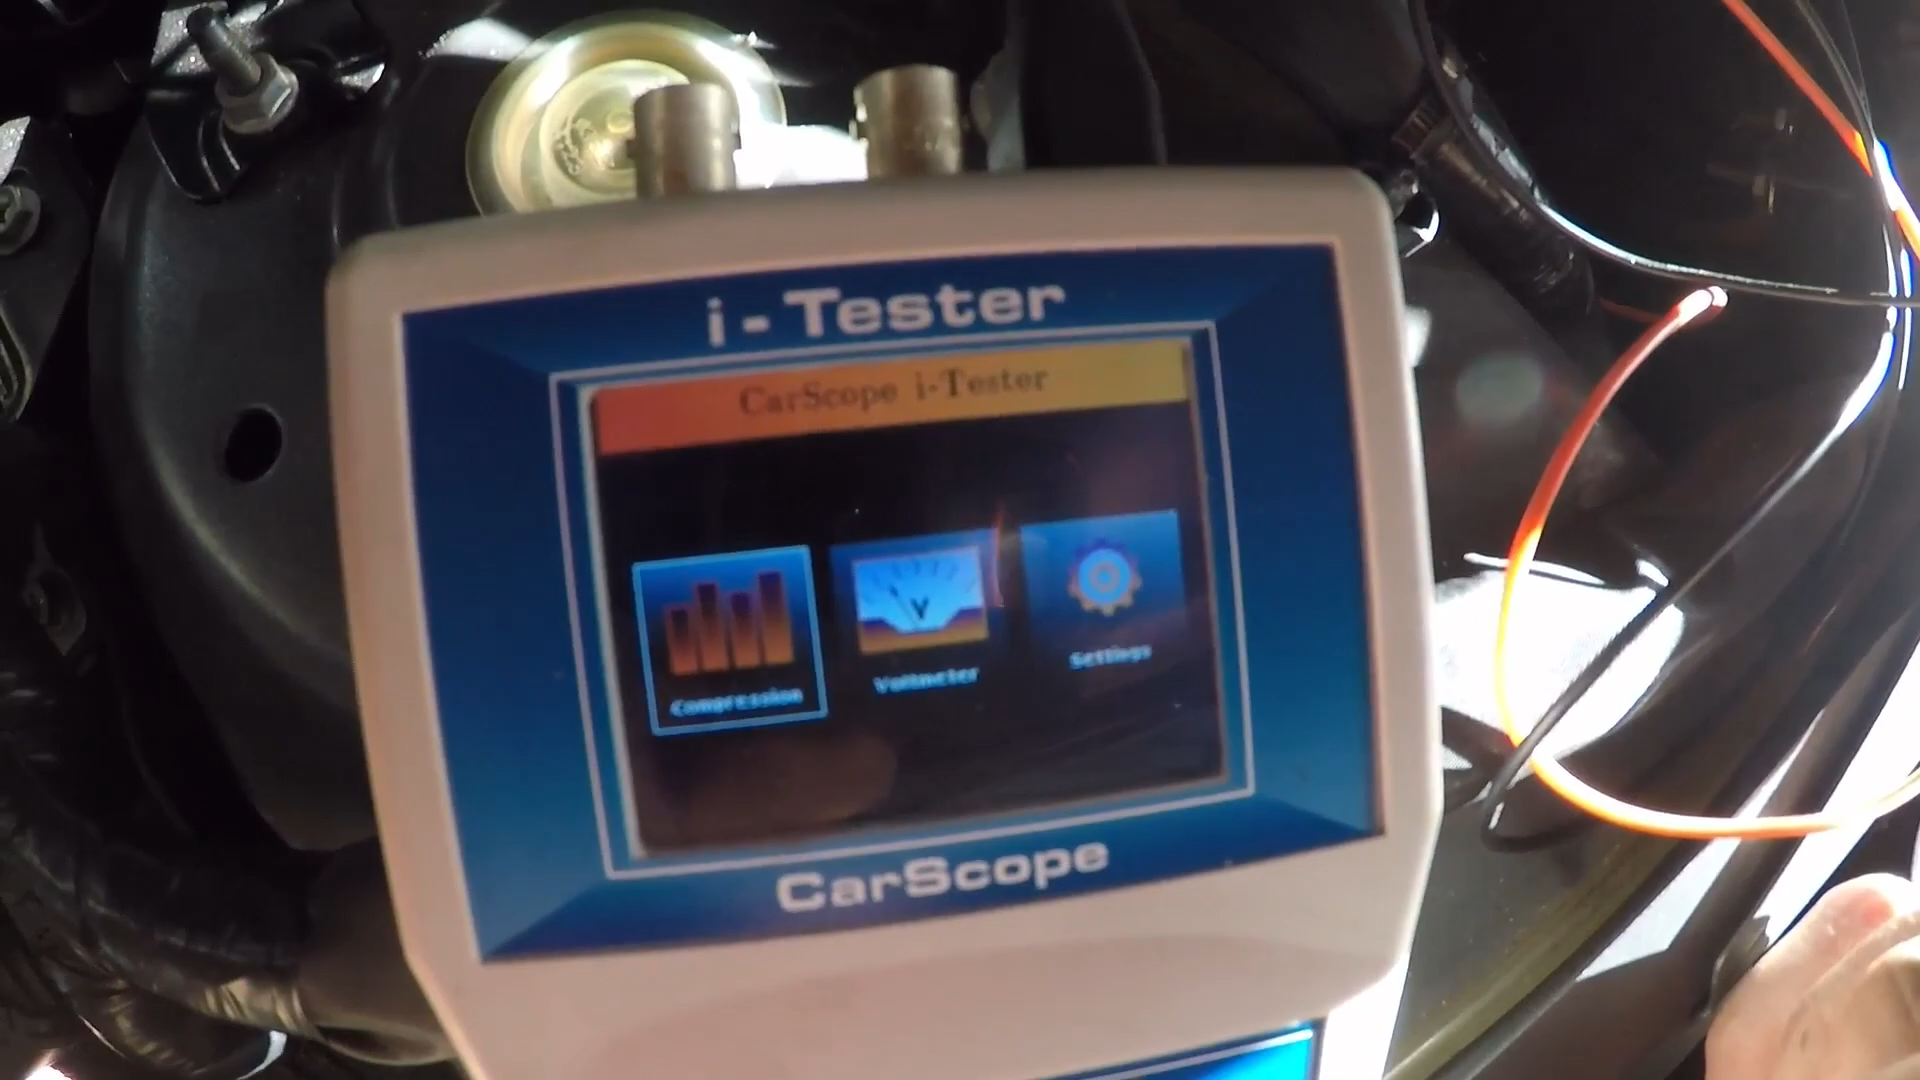 i-Tester
CarScope i-Tester
Compression
Voltmeter
Settings
V
CarScope